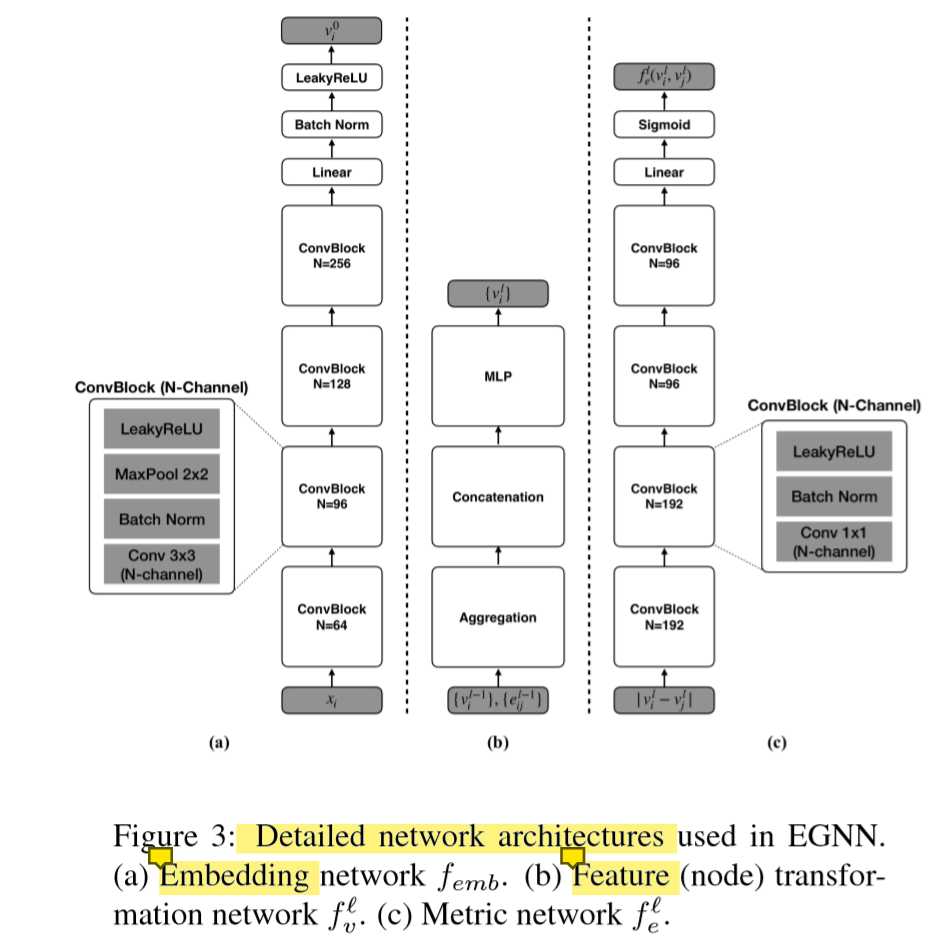 v_i^0
LeakyReLU
Batch Norm
Linear
ConvBlock
N=256
ConvBlock
N=128
ConvBlock
N=96
ConvBlock
N=64
x_i
ConvBlock (N-Channel)
LeakyReLU
MaxPool 2x2
Batch Norm
Conv 3x3
(N-channel)
(a)
{v_i^l}
MLP
Concatenation
Aggregation
{v_i^{l-1}}, {e_{ij}^{l-1}}
(b)
f_e^l(v_i^l, v_j^l)
Sigmoid
Linear
ConvBlock
N=96
ConvBlock
N=96
ConvBlock
N=192
ConvBlock
N=192
|v_i^l − v_j^l|
ConvBlock (N-Channel)
LeakyReLU
Batch Norm
Conv 1x1
(N-channel)
(c)
Figure 3: Detailed network architectures used in EGNN.
(a) Embedding network f_{emb}. (b) Feature (node) transfor-
mation network f_v^ℓ. (c) Metric network f_e^ℓ.